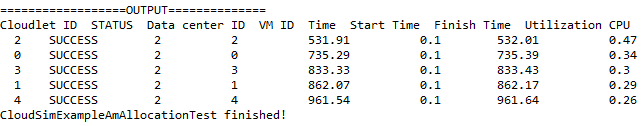 ==================OUTPUT==============
Cloudlet ID  STATUS  Data center ID  VM ID  Time  Start Time  Finish Time  Utilization CPU
2    SUCCESS    2    2    531.91    0.1    532.01    0.47
0    SUCCESS    2    0    735.29    0.1    735.39    0.34
3    SUCCESS    2    3    833.33    0.1    833.43    0.3
1    SUCCESS    2    1    862.07    0.1    862.17    0.29
4    SUCCESS    2    4    961.54    0.1    961.64    0.26
CloudSimExampleAmAllocationTest finished!